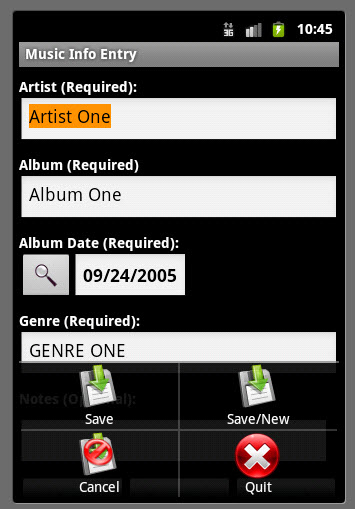 3G 10:45
Music Info Entry
Artist (Required):
Artist One
Album (Required)
Album One
Album Date (Required):
09/24/2005
Genre (Required):
GENRE ONE
Notes (Optional):
Save Save/New
Cancel Quit